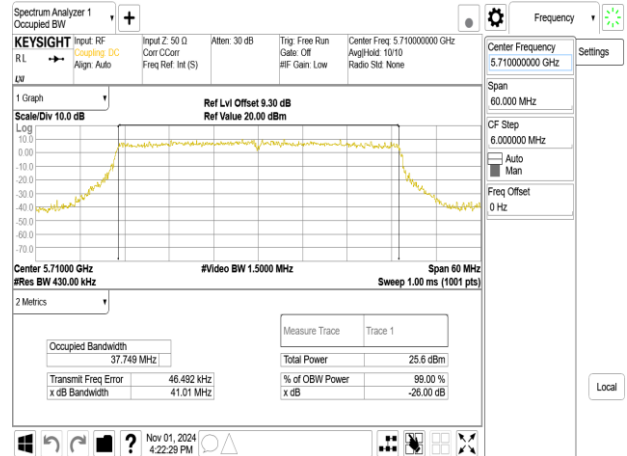 Spectrum Analyzer 1
Occupied BW
Frequency
KEYSIGHT Input: RF Input Z: 50 Ω Atten: 30 dB Trig: Free Run Center Freq: 5.710000000 GHz
Coupling: DC Corr CCorr Gate: Off Avg|Hold: 10/10
RL Align: Auto Freq Ref: Int (S) #IF Gain: Low Radio Std: None
LXI
Center Frequency
5.710000000 GHz
Settings
Span
60.000 MHz
CF Step
6.000000 MHz
Auto
Man
Freq Offset
0 Hz
1 Graph
Ref Lvl Offset 9.30 dB
Scale/Div 10.0 dB Ref Value 20.00 dBm
Log
10.0
0.00
-10.0
-20.0
-30.0
-40.0
-50.0
-60.0
-70.0
Center 5.71000 GHz #Video BW 1.5000 MHz Span 60 MHz
#Res BW 430.00 kHz Sweep 1.00 ms (1001 pts)
2 Metrics
Measure Trace Trace 1
Occupied Bandwidth
37.749 MHz
Total Power 25.6 dBm
Transmit Freq Error 46.492 kHz % of OBW Power 99.00 %
x dB Bandwidth 41.01 MHz x dB -26.00 dB
Local
Nov 01, 2024
4:22:29 PM